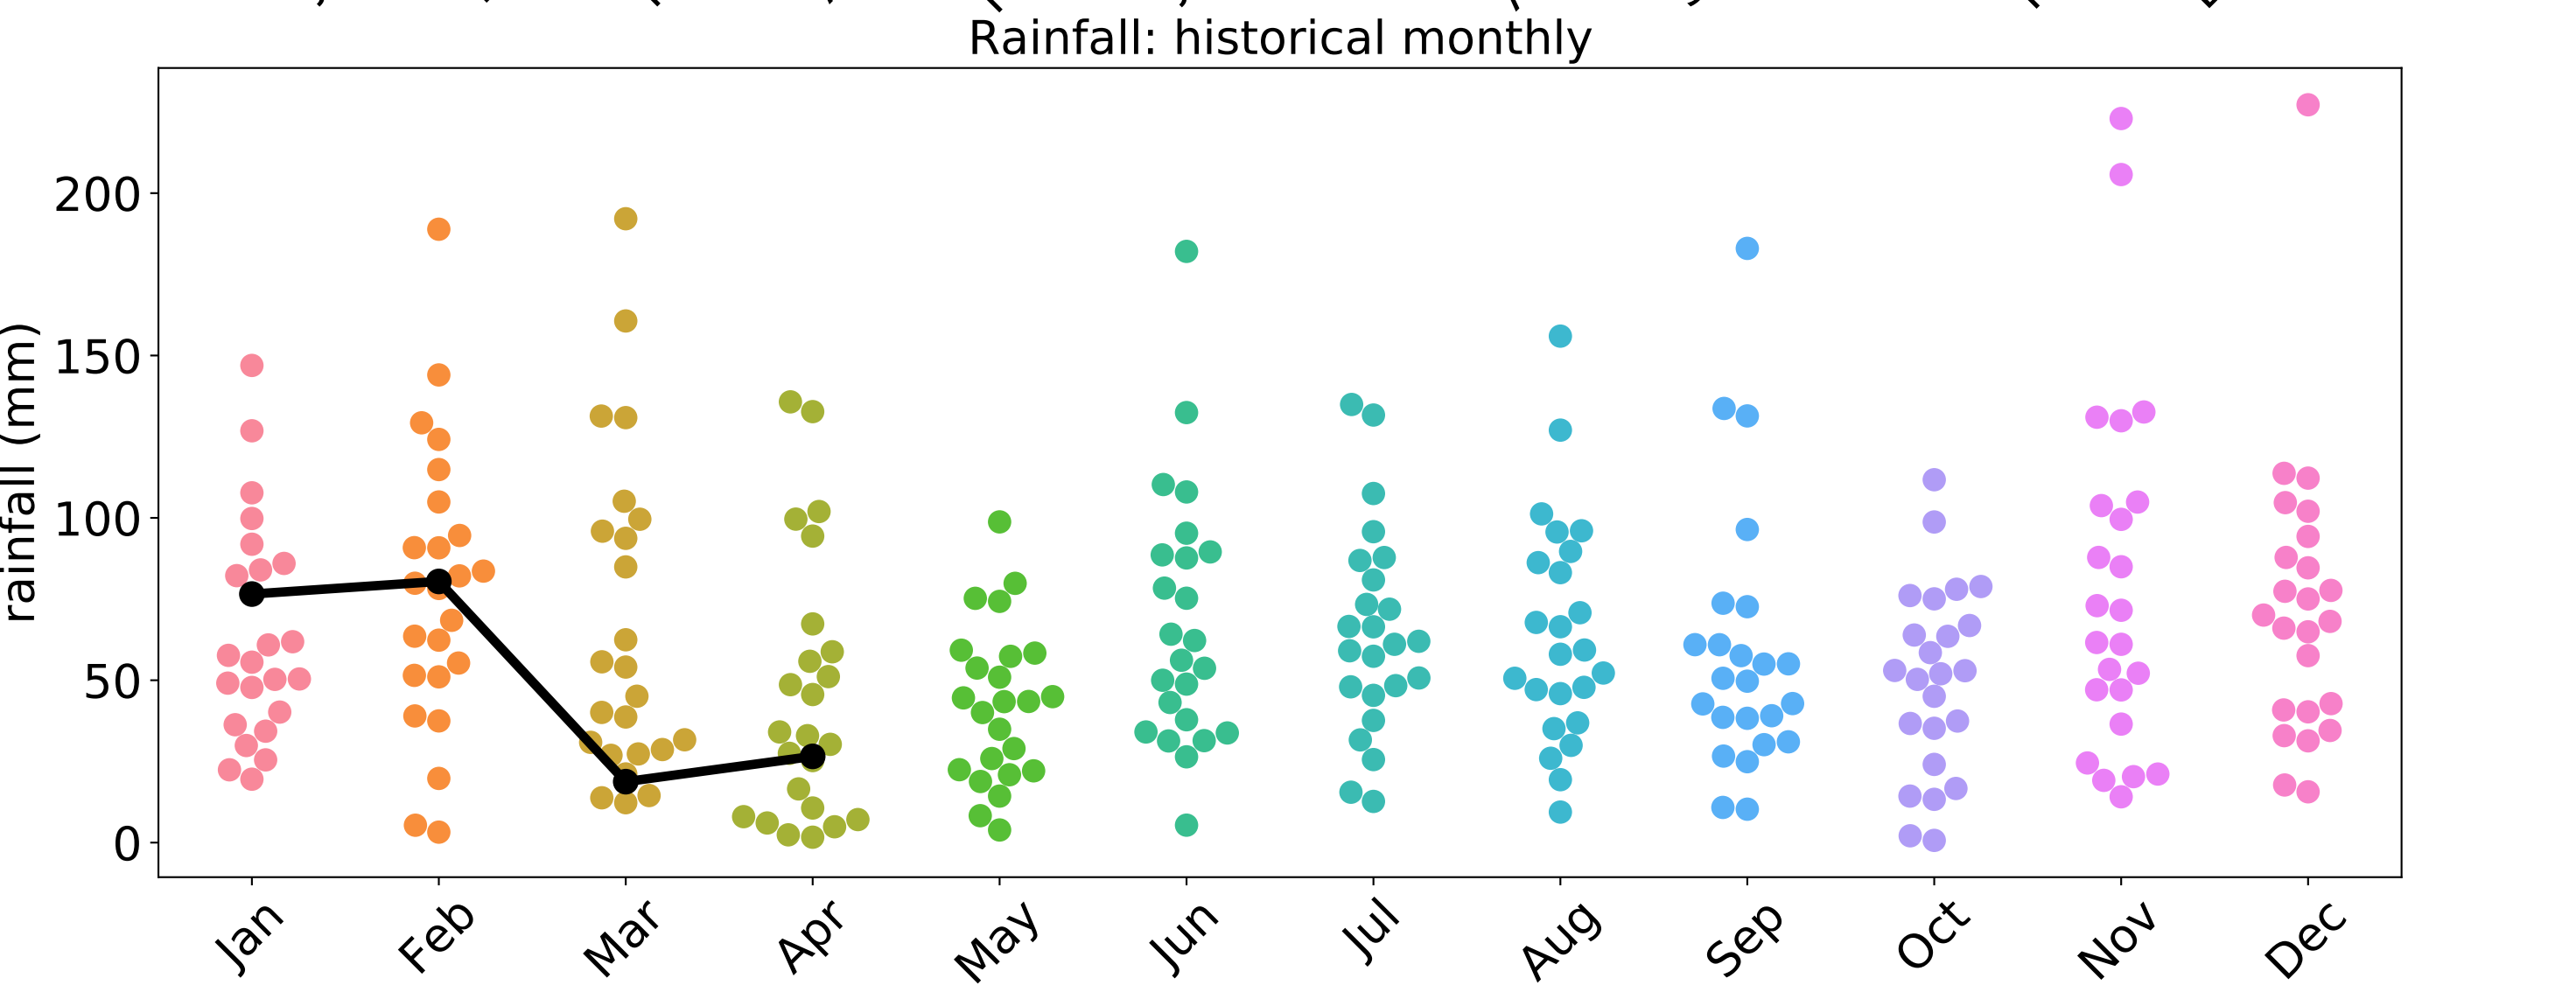 Rainfall: historical monthly
rainfall (mm)
200
150
100
50
0
Jan
Feb
Mar
Apr
May
Jun
Jul
Aug
Sep
Oct
Nov
Dec